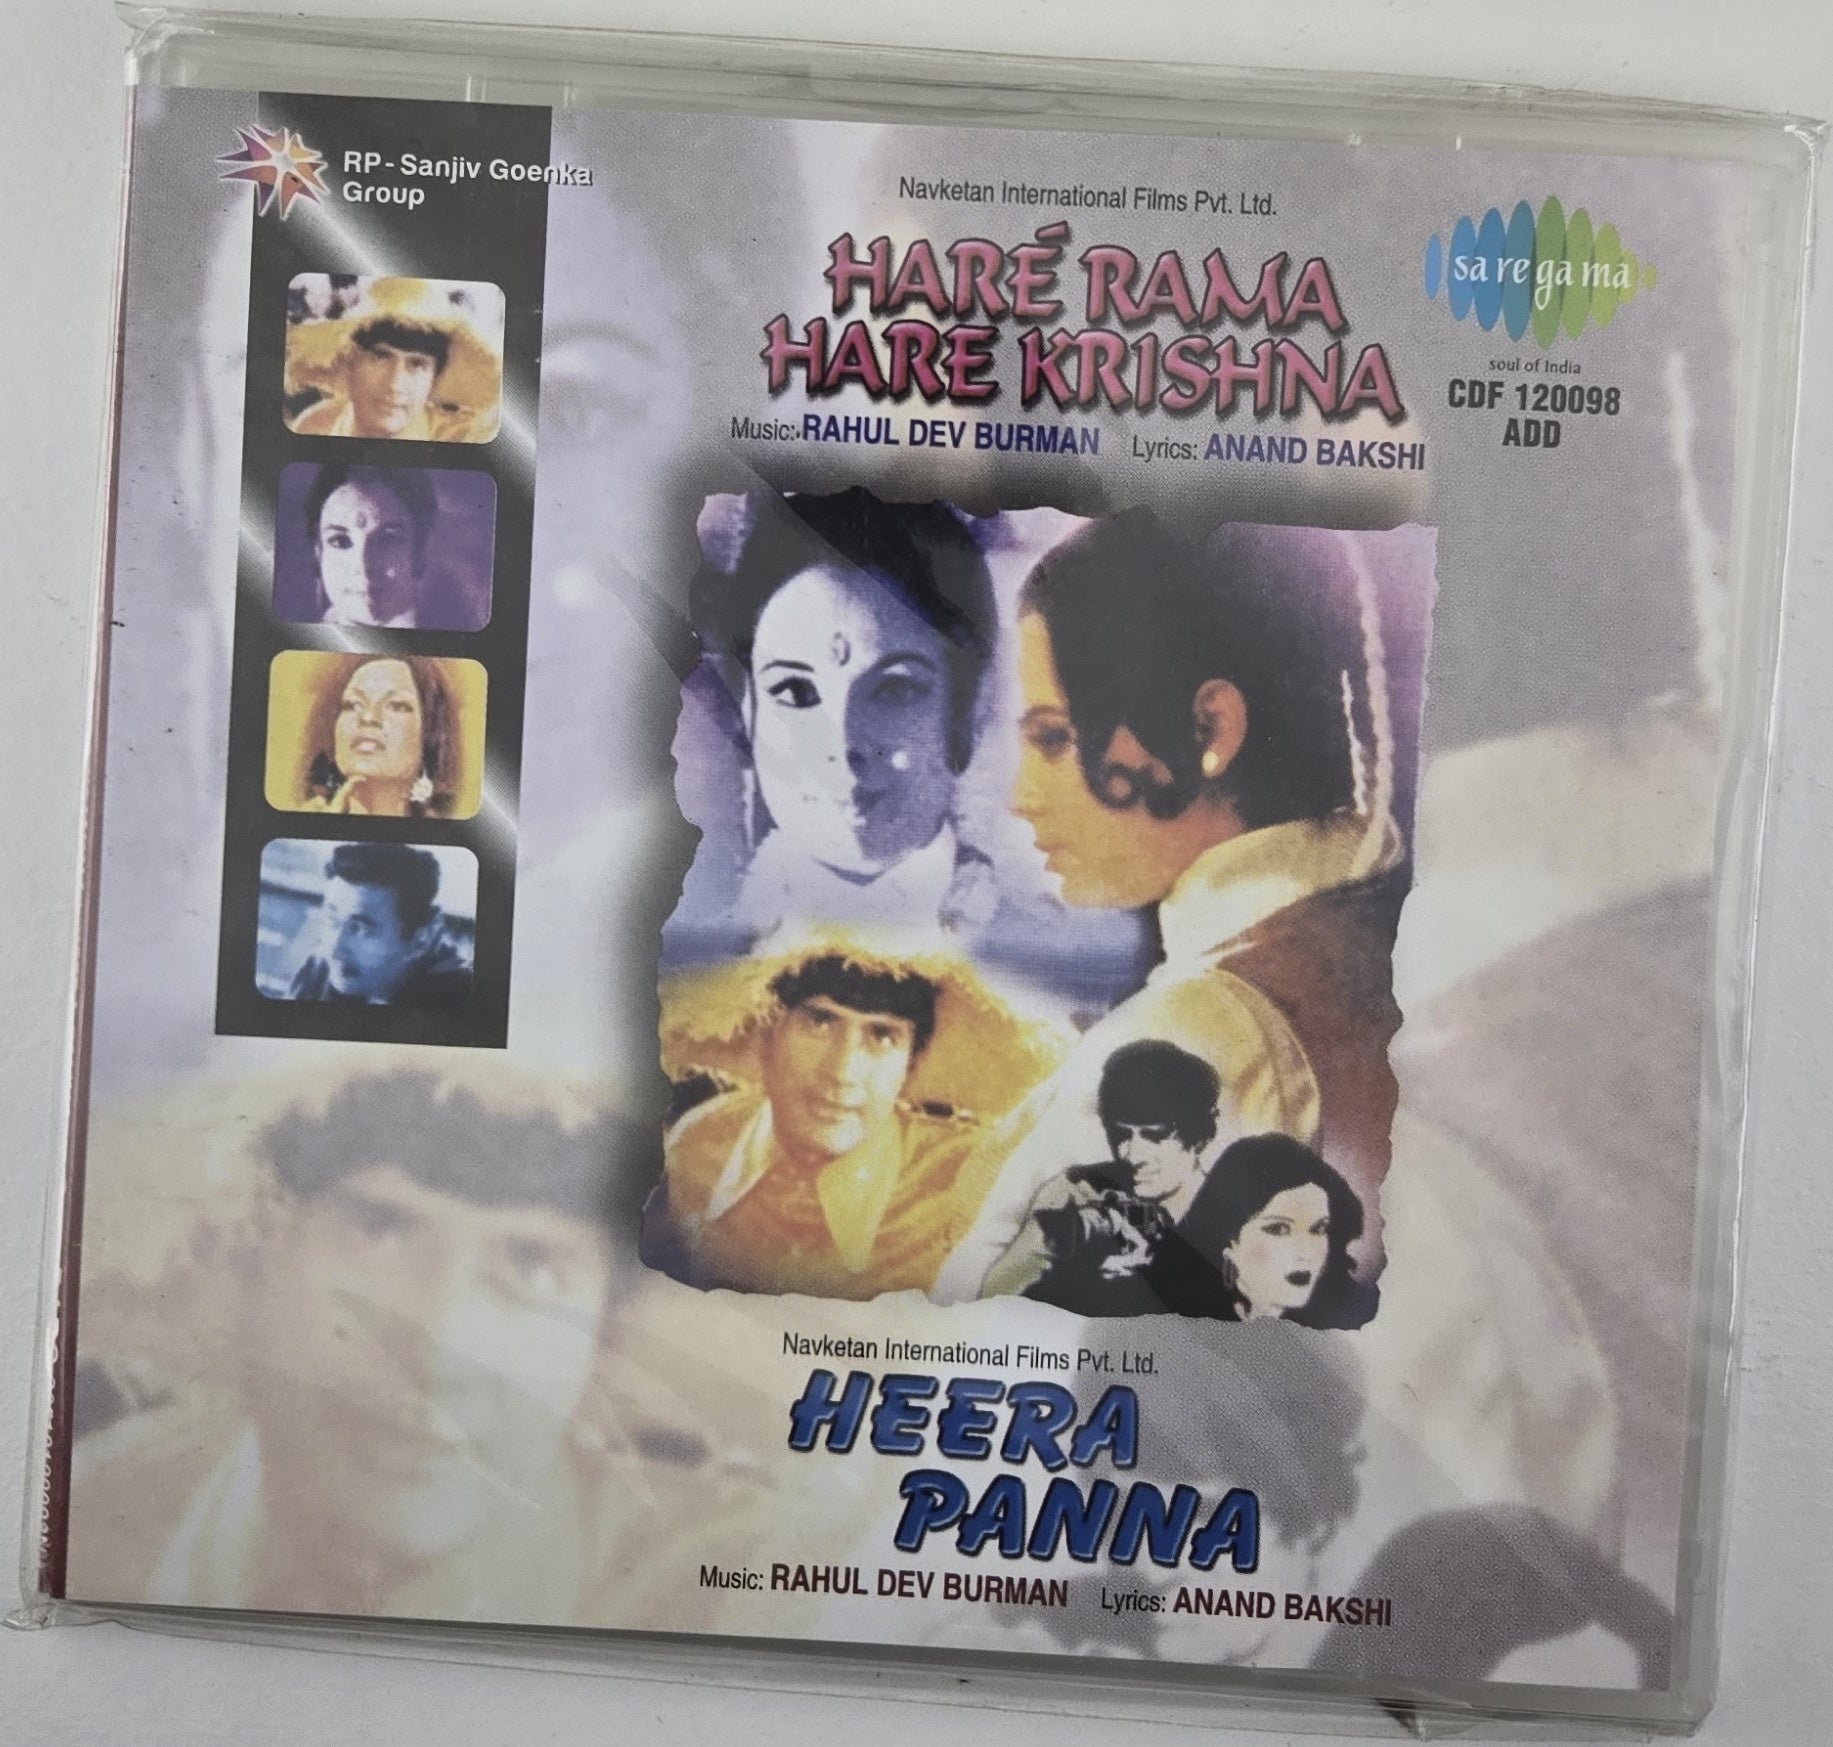 RP-Sanjiv Goenka
Group
Navketan International Films Pvt. Ltd.
HARÉ RAMA
HARE KRISHNA
Music: RAHUL DEV BURMAN Lyrics: ANAND BAKSHI
sa re ga ma
soul of India
CDF 120098
ADD
Navketan International Films Pvt. Ltd.
HEERA
PANNA
Music: RAHUL DEV BURMAN Lyrics: ANAND BAKSHI